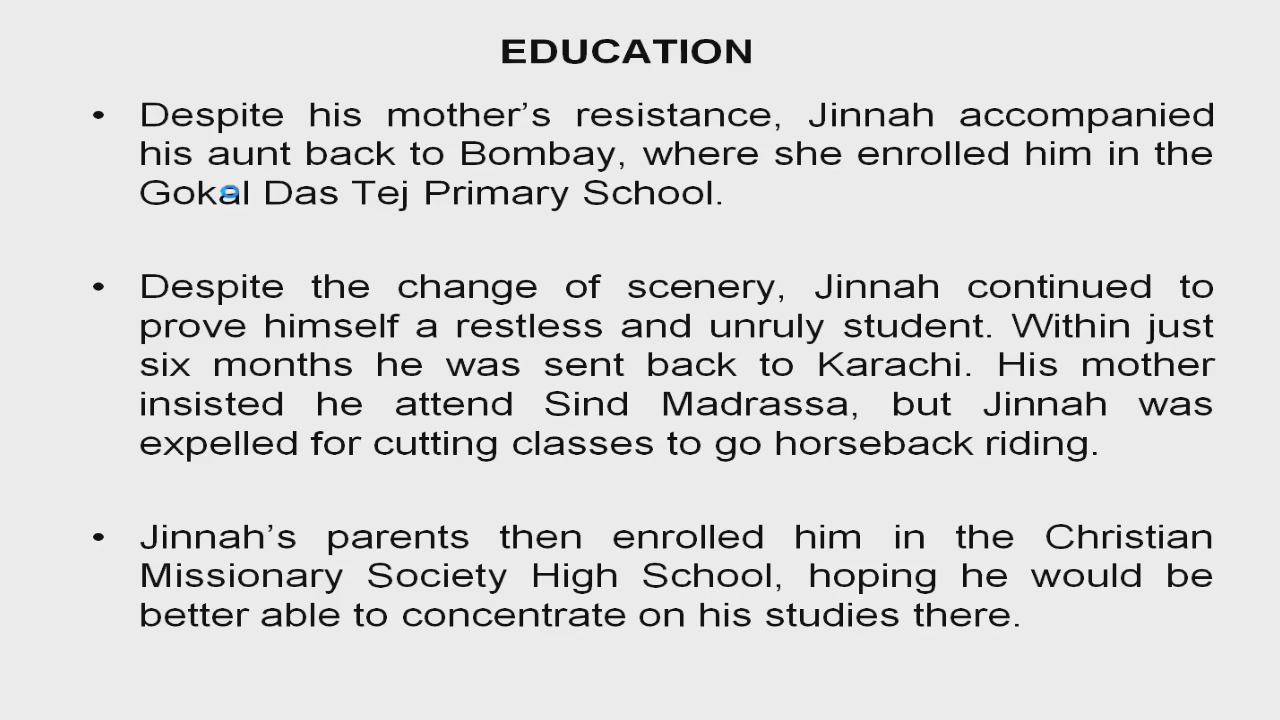 EDUCATION
• Despite his mother’s resistance, Jinnah accompanied
his aunt back to Bombay, where she enrolled him in the
Gokal Das Tej Primary School.
• Despite the change of scenery, Jinnah continued to
prove himself a restless and unruly student. Within just
six months he was sent back to Karachi. His mother
insisted he attend Sind Madrassa, but Jinnah was
expelled for cutting classes to go horseback riding.
• Jinnah’s parents then enrolled him in the Christian
Missionary Society High School, hoping he would be
better able to concentrate on his studies there.